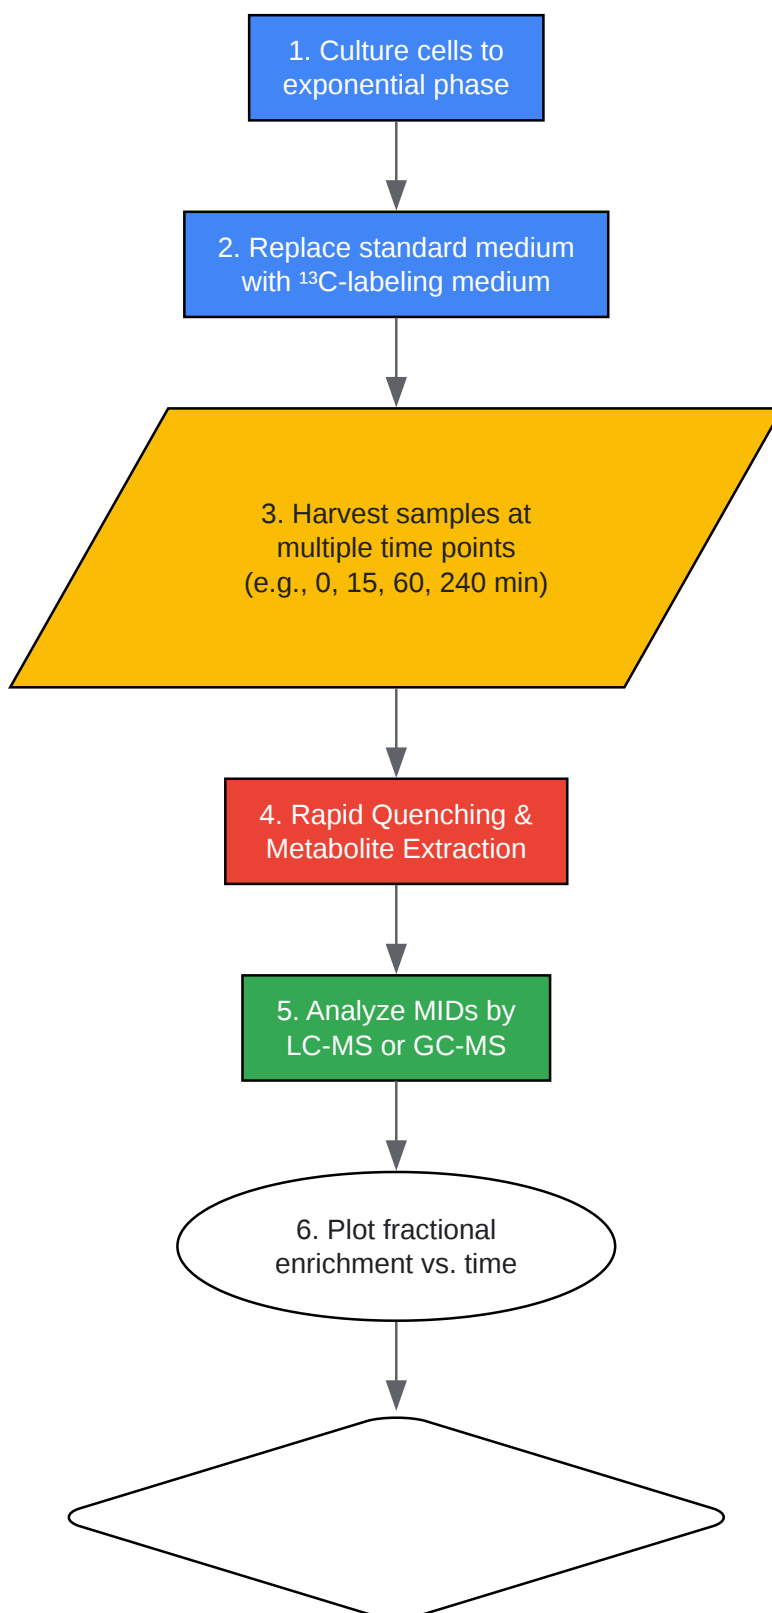 1. Culture cells to
exponential phase
2. Replace standard medium
with ¹³C-labeling medium
3. Harvest samples at
multiple time points
(e.g., 0, 15, 60, 240 min)
4. Rapid Quenching &
Metabolite Extraction
5. Analyze MIDs by
LC-MS or GC-MS
6. Plot fractional
enrichment vs. time